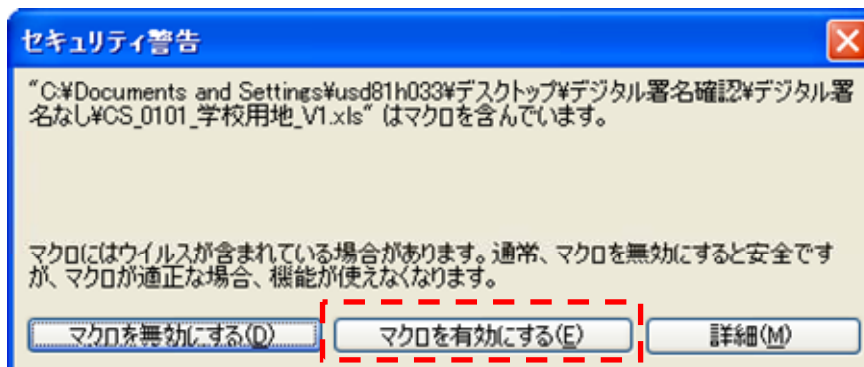 セキュリティ警告
"C:¥Documents and Settings¥usd81h033¥デスクトップ¥デジタル署名確認¥デジタル署
名なし¥CS_0101_学校用地_V1.xls" はマクロを含んでいます。
マクロにはウイルスが含まれている場合があります。通常、マクロを無効にすると安全です
が、マクロが適正な場合、機能が使えなくなります。
マクロを無効にする(D) マクロを有効にする(E) 詳細(M)